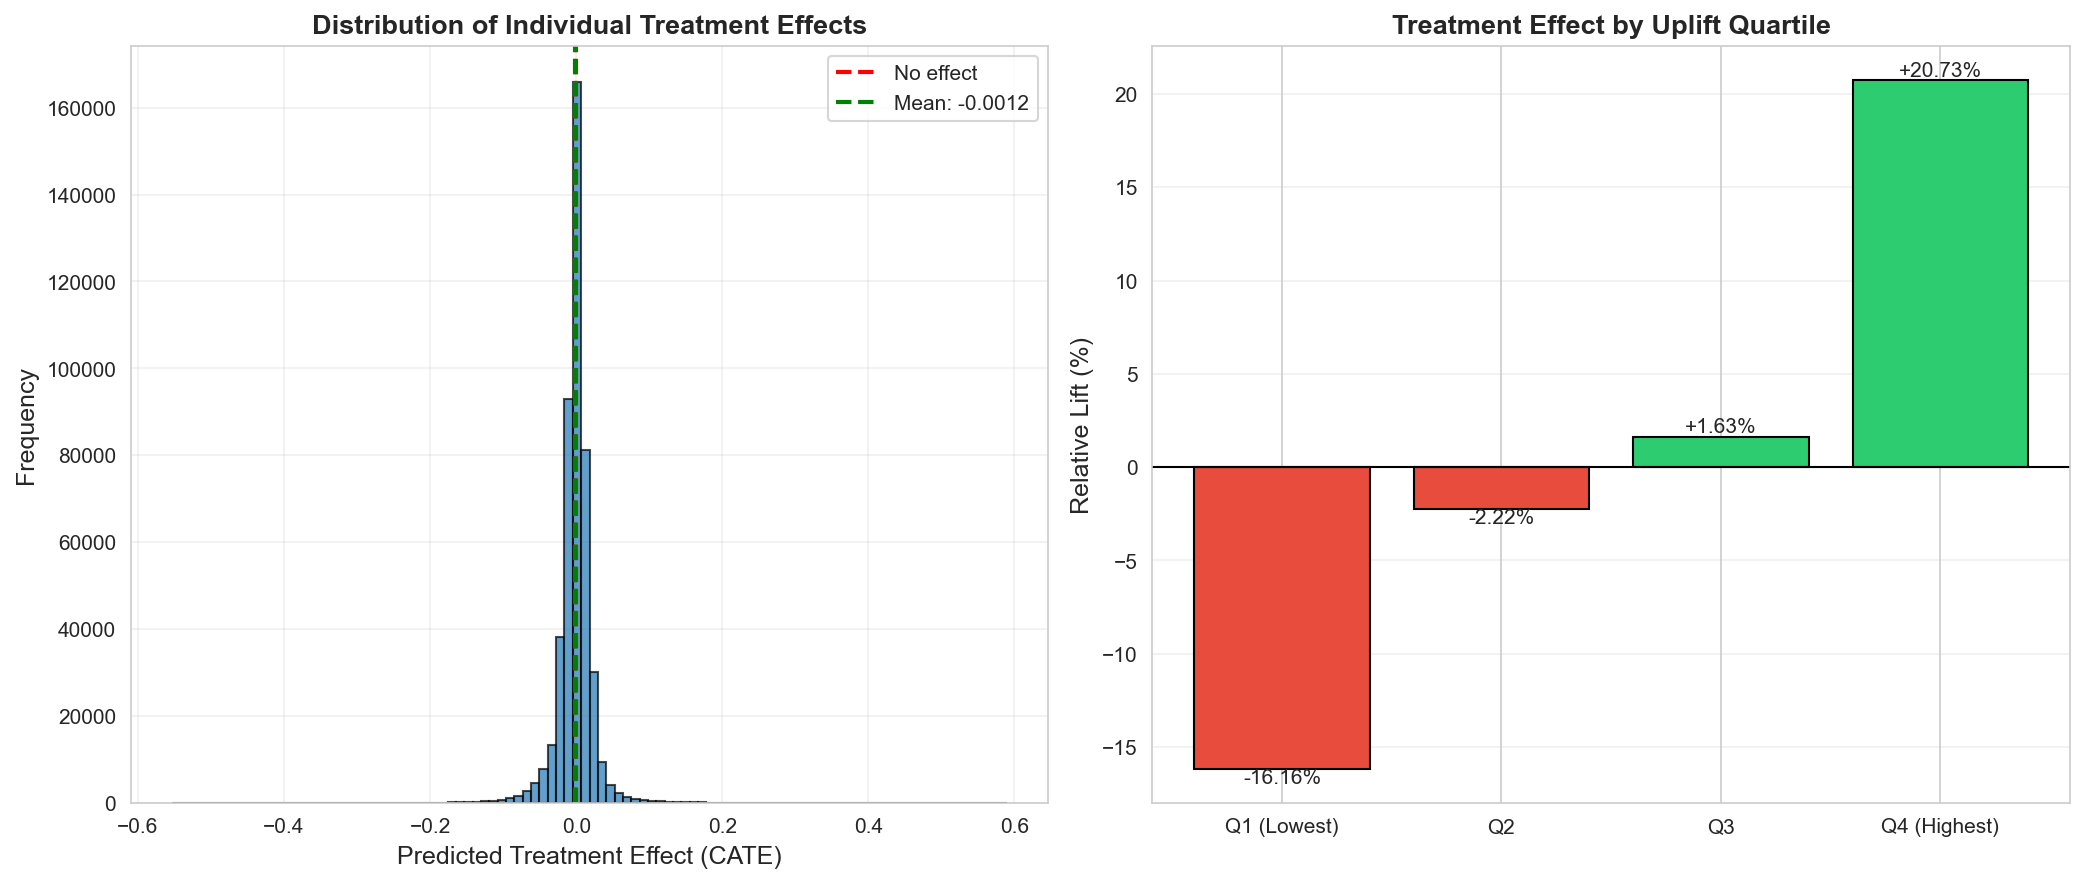 Distribution of Individual Treatment Effects
No effect
Mean: -0.0012
160000
140000
120000
100000
80000
60000
40000
20000
0
Frequency
−0.6
−0.4
−0.2
0.0
0.2
0.4
0.6
Predicted Treatment Effect (CATE)
Treatment Effect by Uplift Quartile
20
15
10
5
0
−5
−10
−15
Relative Lift (%)
-16.16%
-2.22%
+1.63%
+20.73%
Q1 (Lowest)
Q2
Q3
Q4 (Highest)